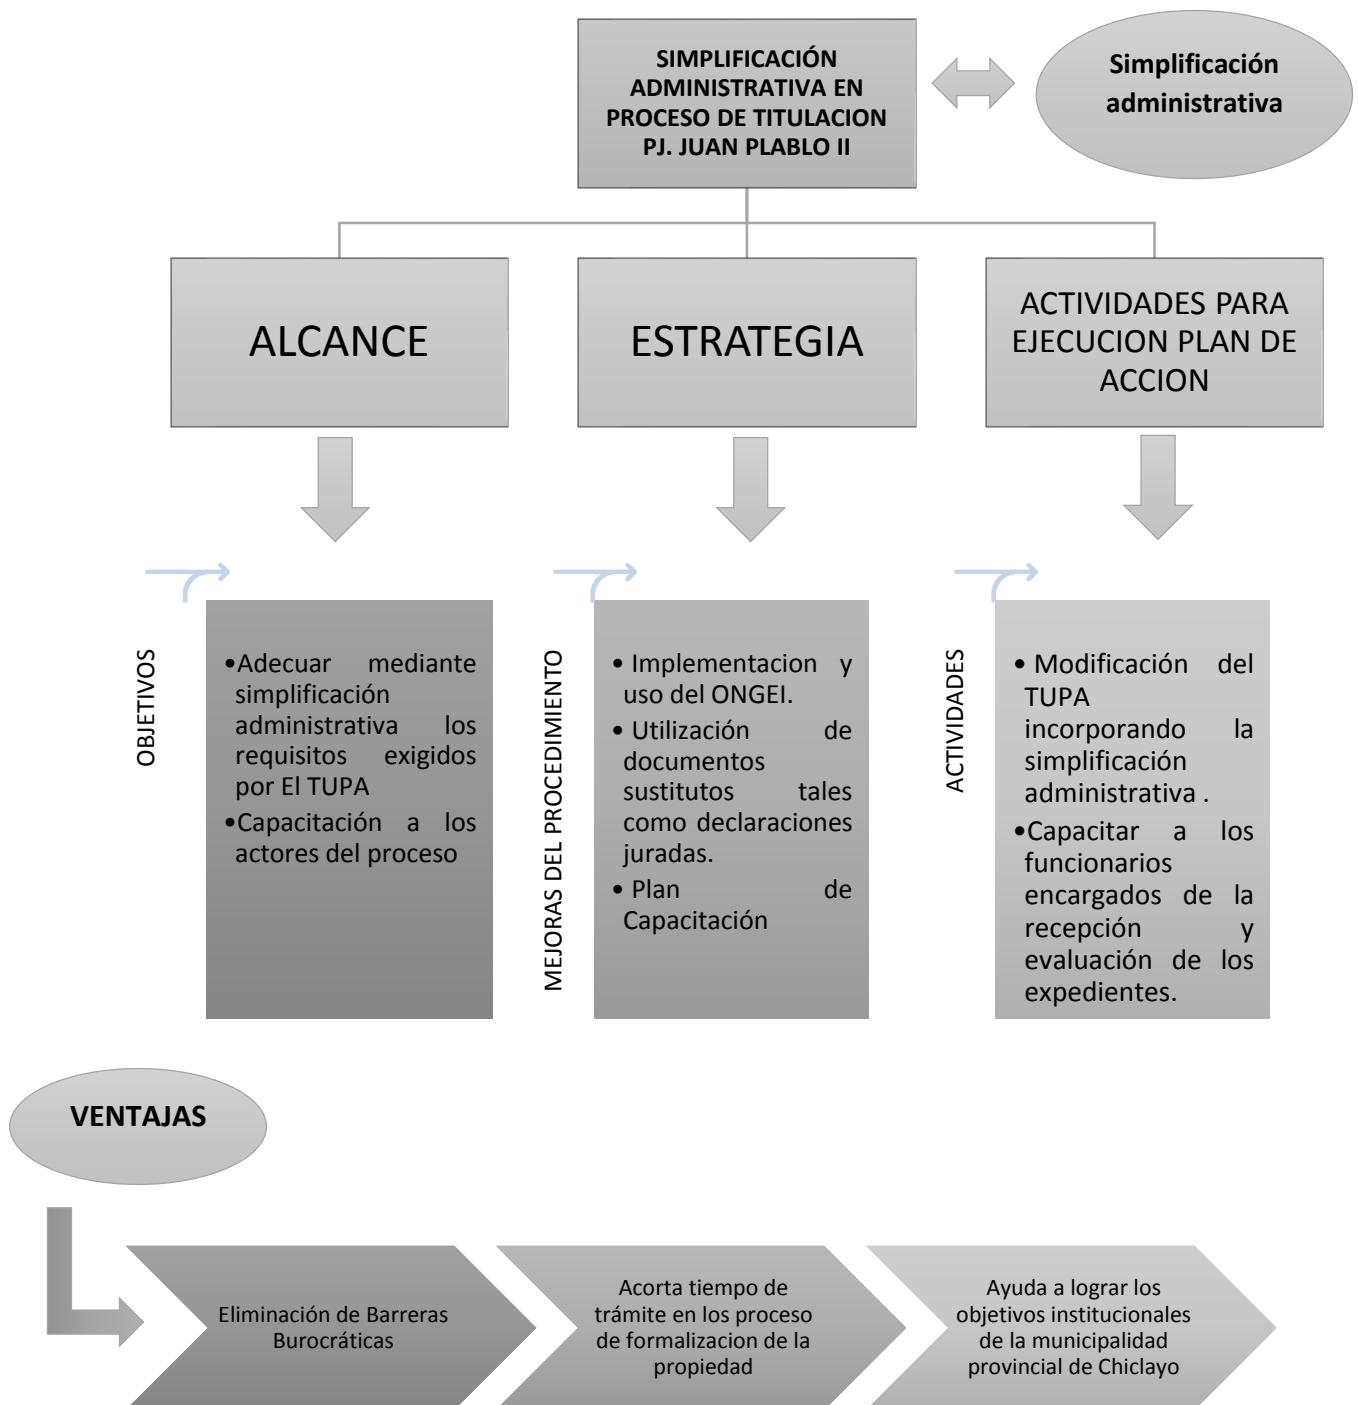 SIMPLIFICACIÓN
ADMINISTRATIVA EN
PROCESO DE TITULACION
PJ. JUAN PLABLO II
Simplificación
administrativa
ALCANCE
ESTRATEGIA
ACTIVIDADES PARA
EJECUCION PLAN DE
ACCION
OBJETIVOS
•Adecuar mediante
simplificación
administrativa los
requisitos exigidos
por El TUPA
•Capacitación a los
actores del proceso
MEJORAS DEL PROCEDIMIENTO
• Implementacion y
uso del ONGEI.
• Utilización de
documentos
sustitutos tales
como declaraciones
juradas.
• Plan de
Capacitación
ACTIVIDADES
• Modificación del
TUPA
incorporando la
simplificación
administrativa .
•Capacitar a los
funcionarios
encargados de la
recepción y
evaluación de los
expedientes.
VENTAJAS
Eliminación de Barreras
Burocráticas
Acorta tiempo de
trámite en los proceso
de formalizacion de la
propiedad
Ayuda a lograr los
objetivos institucionales
de la municipalidad
provincial de Chiclayo